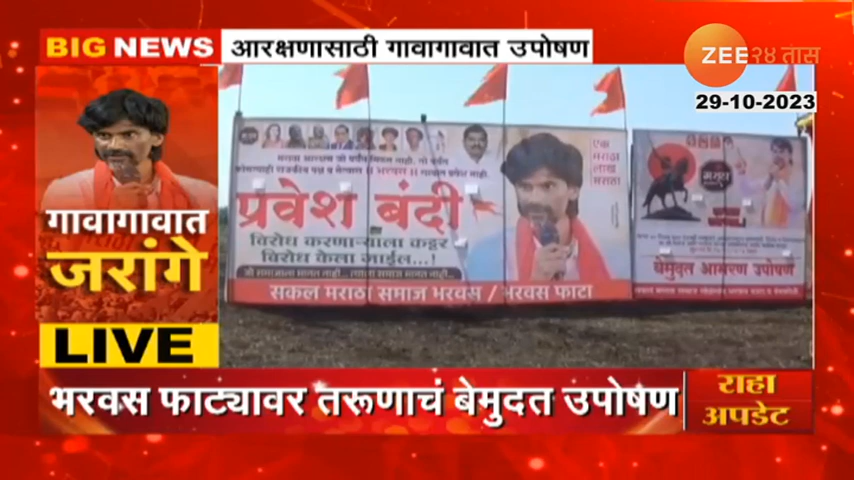 BIG NEWS
आरक्षणासाठी गावागावात उपोषण
ZEE २४ तास
29-10-2023
एक
मराठा
लाख
मराठा
प्रवेश बंदी
विरोध करणाऱ्याला कट्टर
विरोध केला जाईल...!
सकल मराठा समाज भरवस / भरवस फाटा
बेमुदत आमरण उपोषण
गावागावात
जरांगे
LIVE
भरवस फाट्यावर तरूणाचं बेमुदत उपोषण
राहा
अपडेट